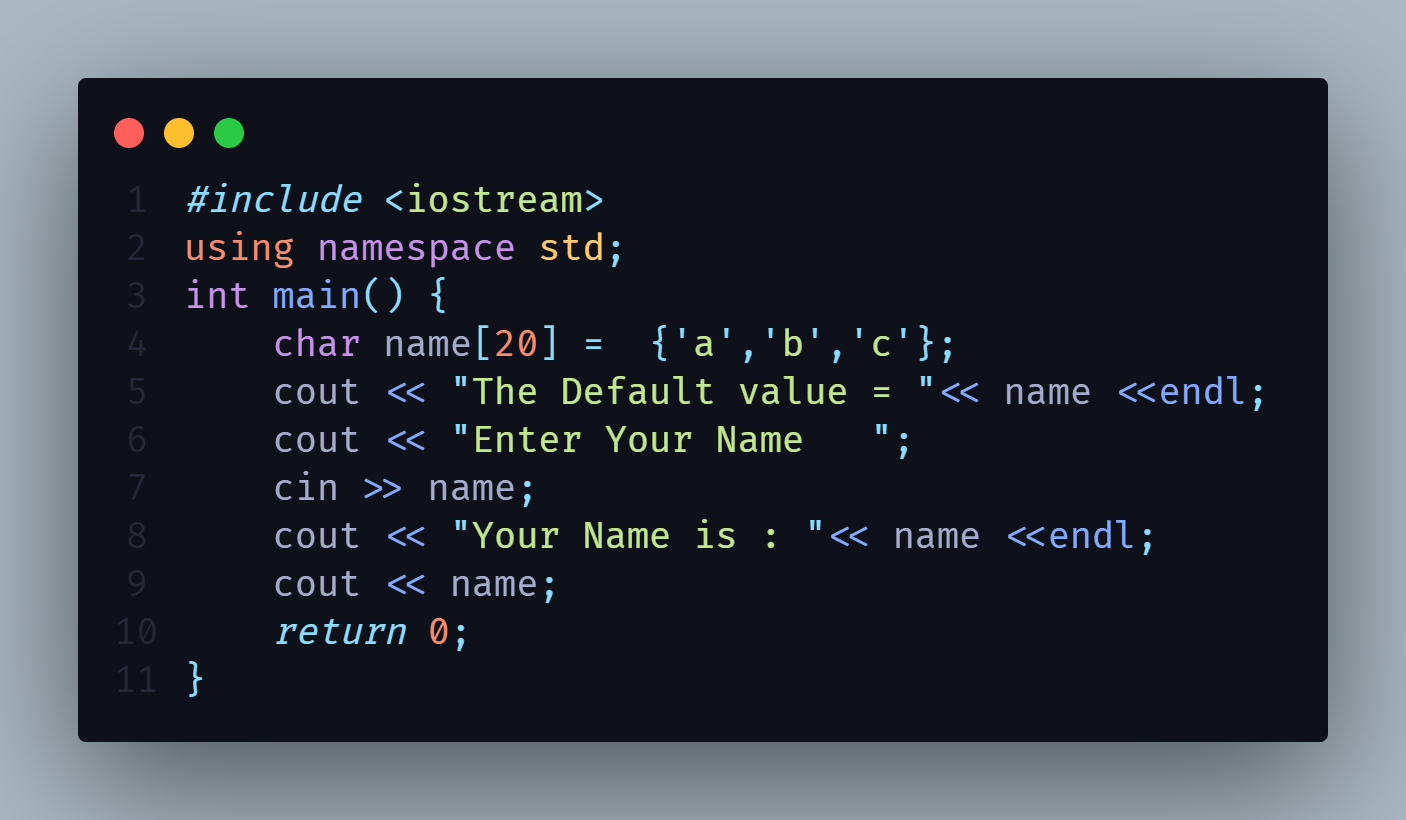 1 #include <iostream>
2 using namespace std;
3 int main() {
4     char name[20] =  {'a','b','c'};
5     cout << "The Default value = "<< name <<endl;
6     cout << "Enter Your Name   ";
7     cin >> name;
8     cout << "Your Name is : "<< name <<endl;
9     cout << name;
10     return 0;
11 }